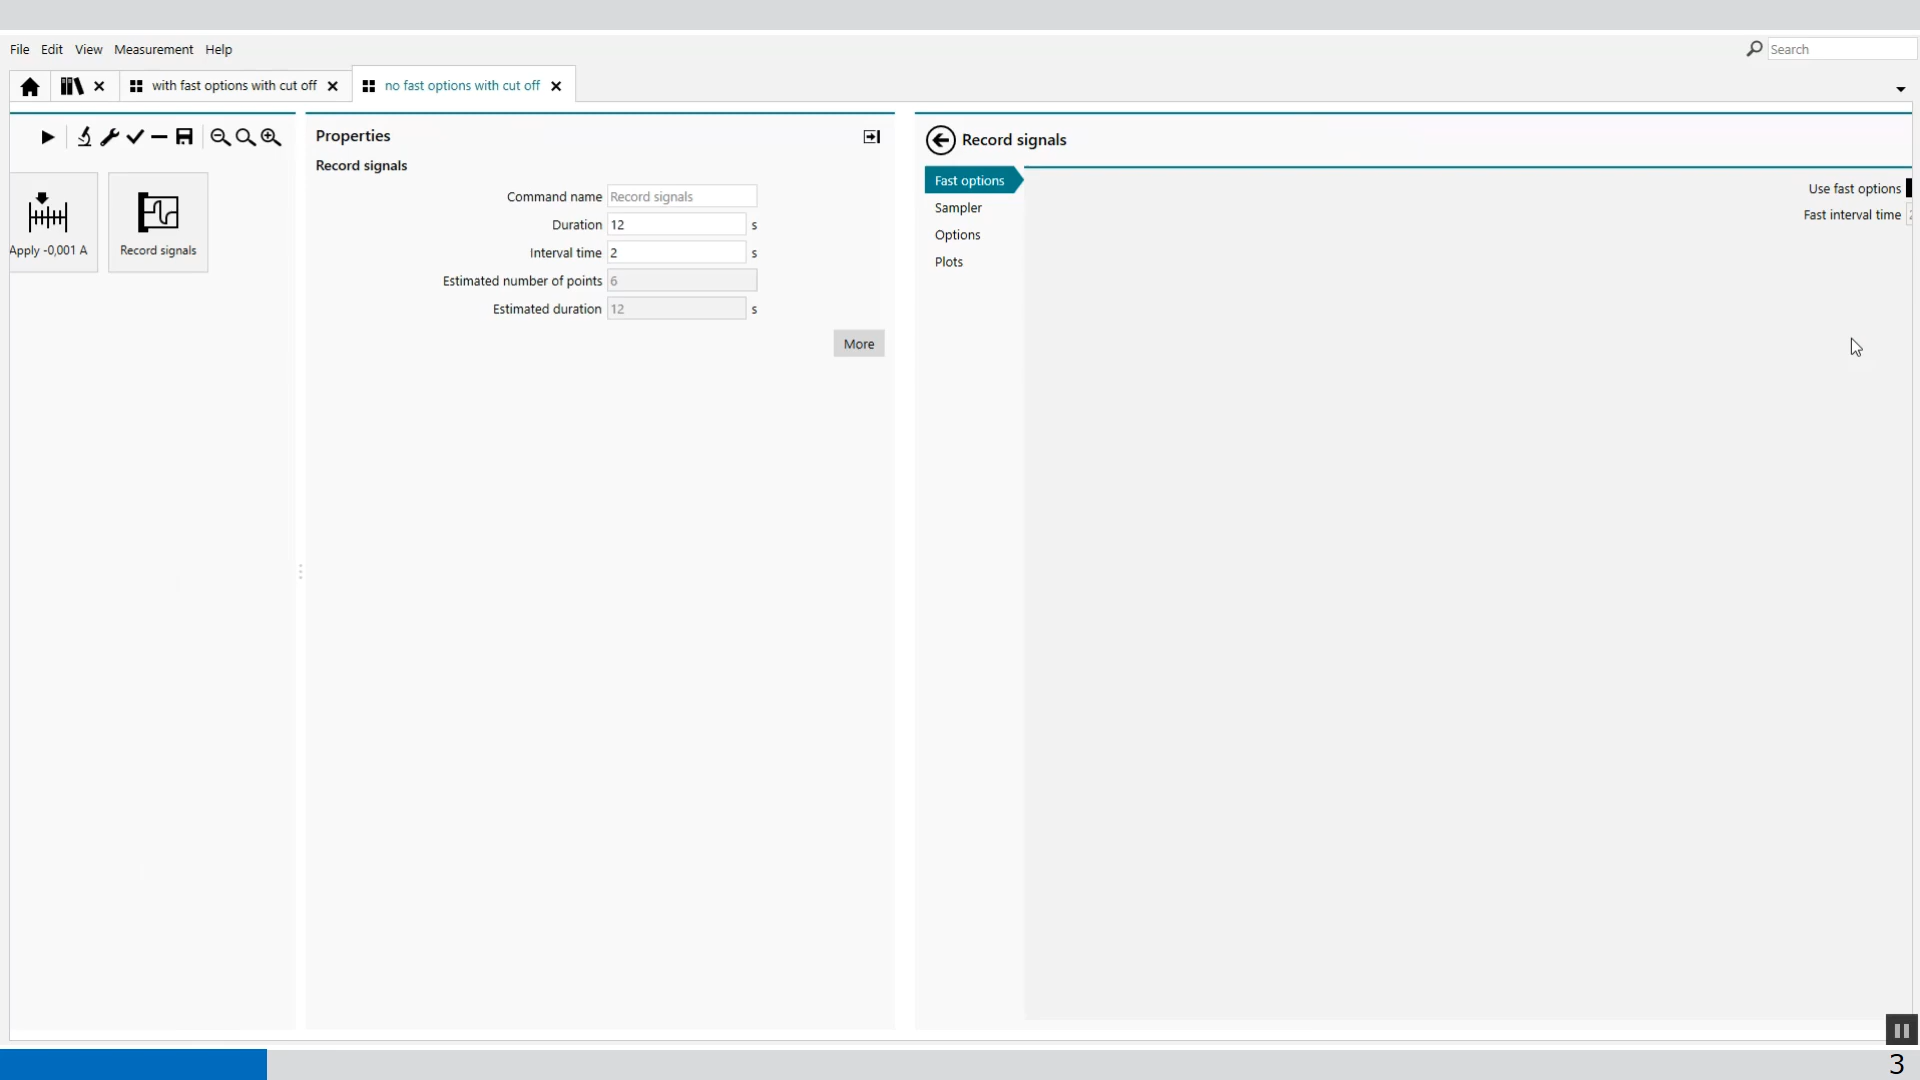 File Edit View Measurement Help
Search
with fast options with cut off
no fast options with cut off
Properties
Record signals
Record signals
Command name Record signals
Duration 12 s
Interval time 2 s
Estimated number of points 6
Estimated duration 12 s
More
Apply -0,001 A
Record signals
Fast options
Sampler
Options
Plots
Use fast options
Fast interval time
3